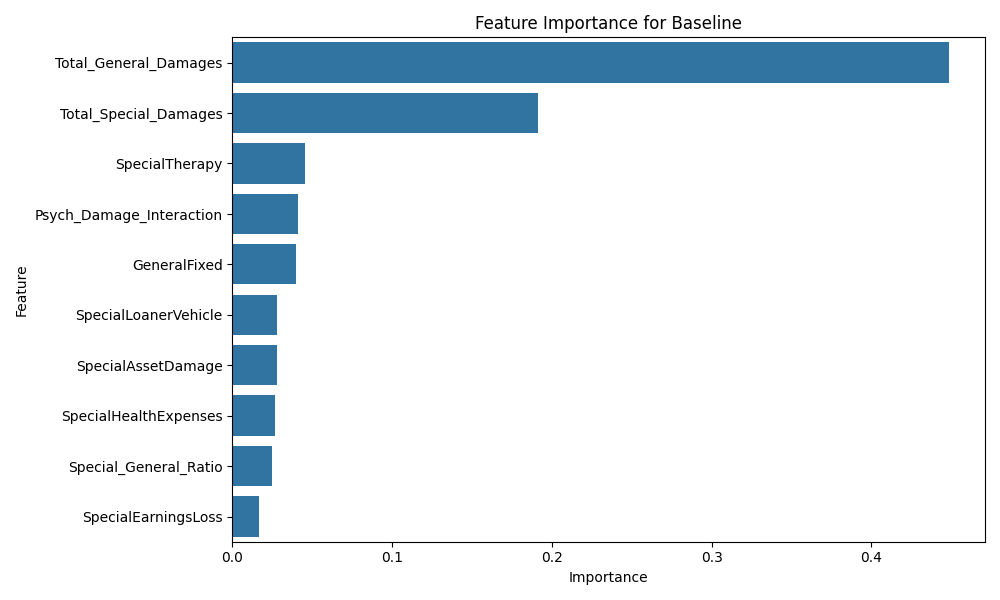 Feature Importance for Baseline
Total_General_Damages
Total_Special_Damages
SpecialTherapy
Psych_Damage_Interaction
GeneralFixed
SpecialLoanerVehicle
SpecialAssetDamage
SpecialHealthExpenses
Special_General_Ratio
SpecialEarningsLoss
Feature
0.0 0.1 0.2 0.3 0.4
Importance